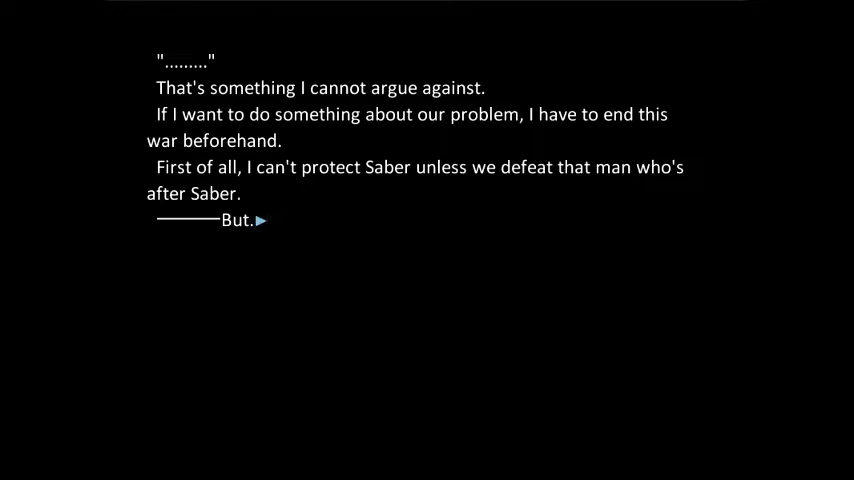 "........."
That's something I cannot argue against.
If I want to do something about our problem, I have to end this
war beforehand.
First of all, I can't protect Saber unless we defeat that man who's
after Saber.
————But.